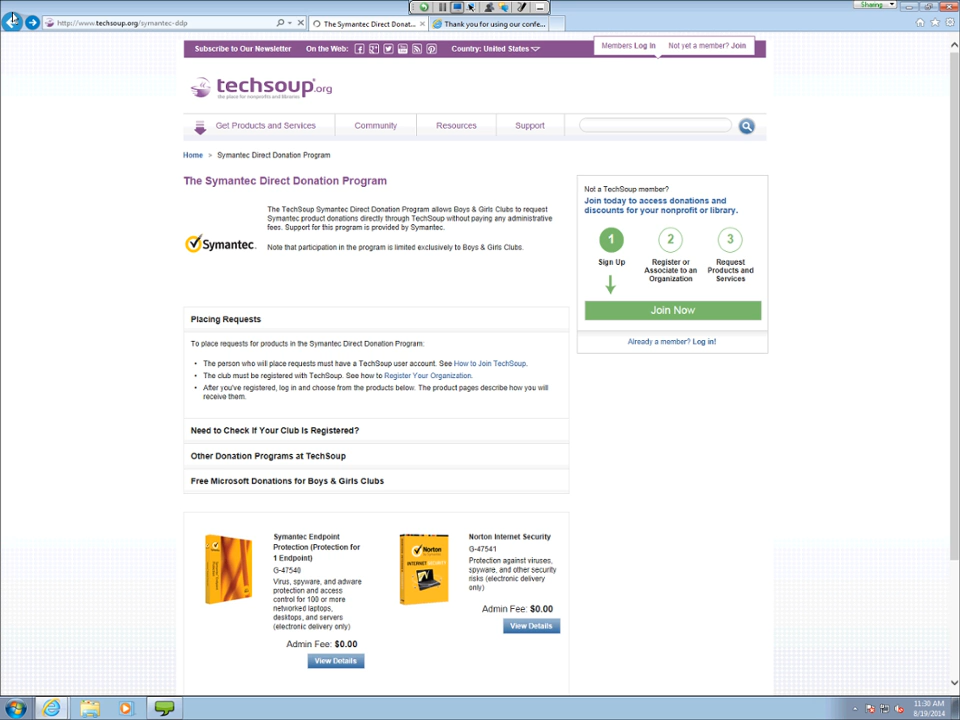 Sharing
http://www.techsoup.org/symantec-ddp
The Symantec Direct Donat...
Thank you for using our confe...
Subscribe to Our Newsletter
On the Web:
Country: United States
Members Log In
Not yet a member? Join
techsoup.org
the place for nonprofits and libraries
Get Products and Services
Community
Resources
Support
Home > Symantec Direct Donation Program
The Symantec Direct Donation Program
Symantec.
The TechSoup Symantec Direct Donation Program allows Boys & Girls Clubs to request
Symantec product donations directly through TechSoup without paying any administrative
fees. Support for this program is provided by Symantec.
Note that participation in the program is limited exclusively to Boys & Girls Clubs.
Not a TechSoup member?
Join today to access donations and
discounts for your nonprofit or library.
1
2
3
Sign Up
Register or
Associate to an
Organization
Request
Products and
Services
Join Now
Already a member? Log in!
Placing Requests
To place requests for products in the Symantec Direct Donation Program:
• The person who will place requests must have a TechSoup user account. See How to Join TechSoup.
• The club must be registered with TechSoup. See how to Register Your Organization.
• After you've registered, log in and choose from the products below. The product pages describe how you will
receive them.
Need to Check If Your Club Is Registered?
Other Donation Programs at TechSoup
Free Microsoft Donations for Boys & Girls Clubs
Symantec Endpoint
Protection (Protection for
1 Endpoint)
G-47540
Virus, spyware, and adware
protection and access
control for 100 or more
networked laptops,
desktops, and servers
(electronic delivery only)
Admin Fee: $0.00
View Details
Norton
INTERNET SECURITY
Norton Internet Security
G-47541
Protection against viruses,
spyware, and other security
risks (electronic delivery
only)
Admin Fee: $0.00
View Details
11:30 AM
8/19/2014